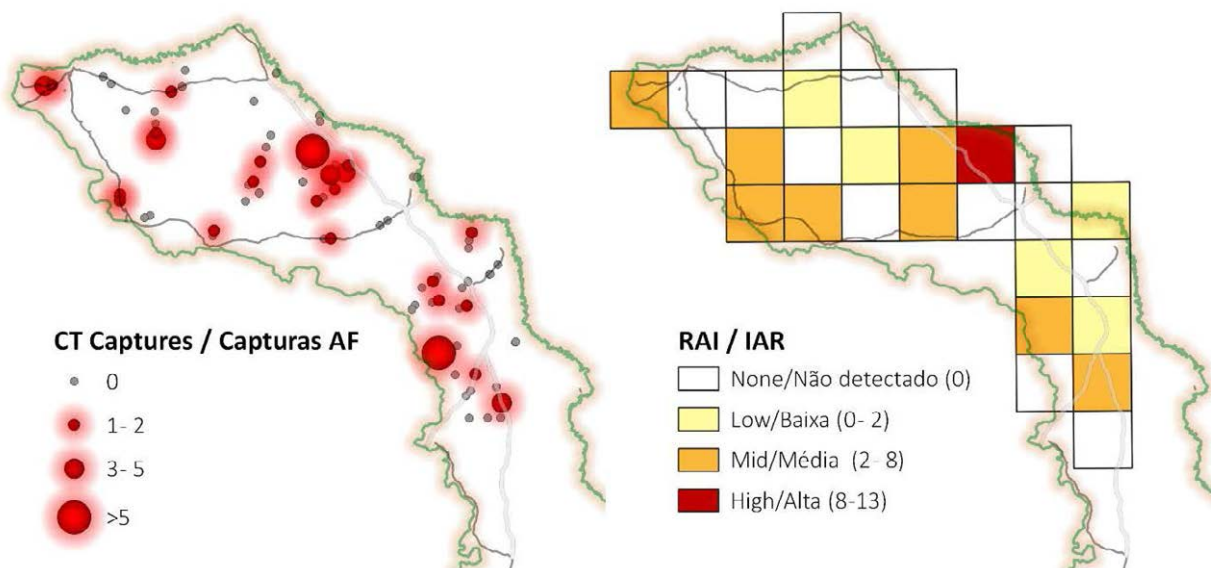 CT Captures / Capturas AF
0
1- 2
3- 5
>5
RAI / IAR
None/Não detectado (0)
Low/Baixa (0- 2)
Mid/Média (2- 8)
High/Alta (8-13)